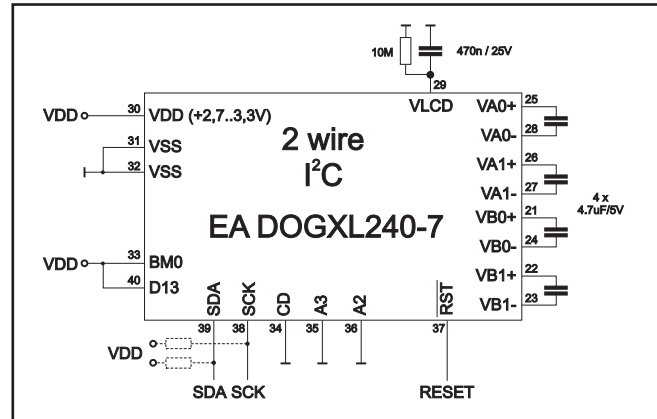 10M
470n / 25V
29
VLCD
VDD
30
VDD (+2,7..3,3V)
31
VSS
32
VSS
2 wire
I²C
EA DOGXL240-7
VA0+
25
VA0-
28
VA1+
26
VA1-
27
VB0+
21
VB0-
24
VB1+
22
VB1-
23
4 x
4.7uF/5V
VDD
33
BM0
40
D13
SDA
SCK
CD
A3
A2
RST
39
38
34
35
36
37
VDD
SDA SCK
RESET